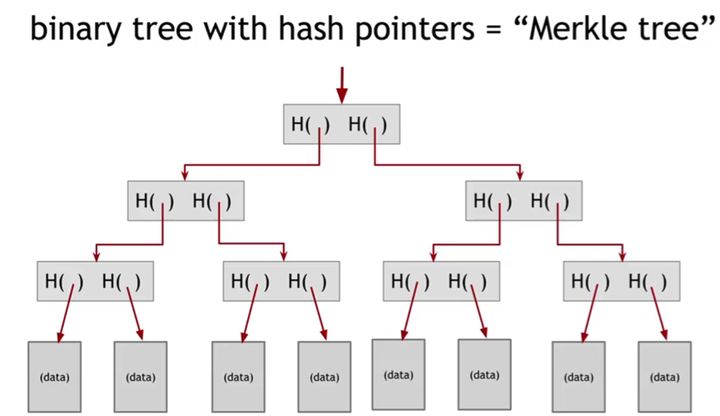 binary tree with hash pointers = “Merkle tree”
H( ) H( )
H( ) H( )
H( ) H( )
H( ) H( )
H( ) H( )
H( ) H( )
H( ) H( )
(data)
(data)
(data)
(data)
(data)
(data)
(data)
(data)